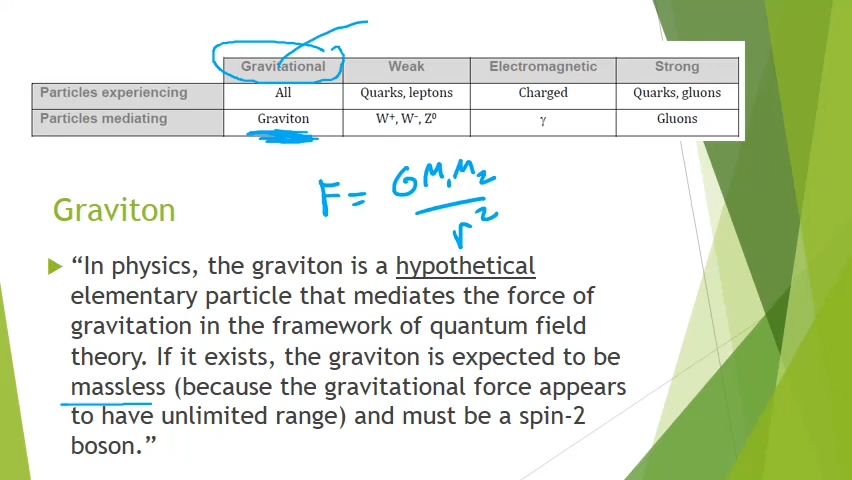 Gravitational Weak Electromagnetic Strong
Particles experiencing All Quarks, leptons Charged Quarks, gluons
Particles mediating Graviton W⁺, W⁻, Z⁰ γ Gluons
F = GM₁M₂
r²
Graviton
“In physics, the graviton is a hypothetical
elementary particle that mediates the force of
gravitation in the framework of quantum field
theory. If it exists, the graviton is expected to be
massless (because the gravitational force appears
to have unlimited range) and must be a spin-2
boson.”